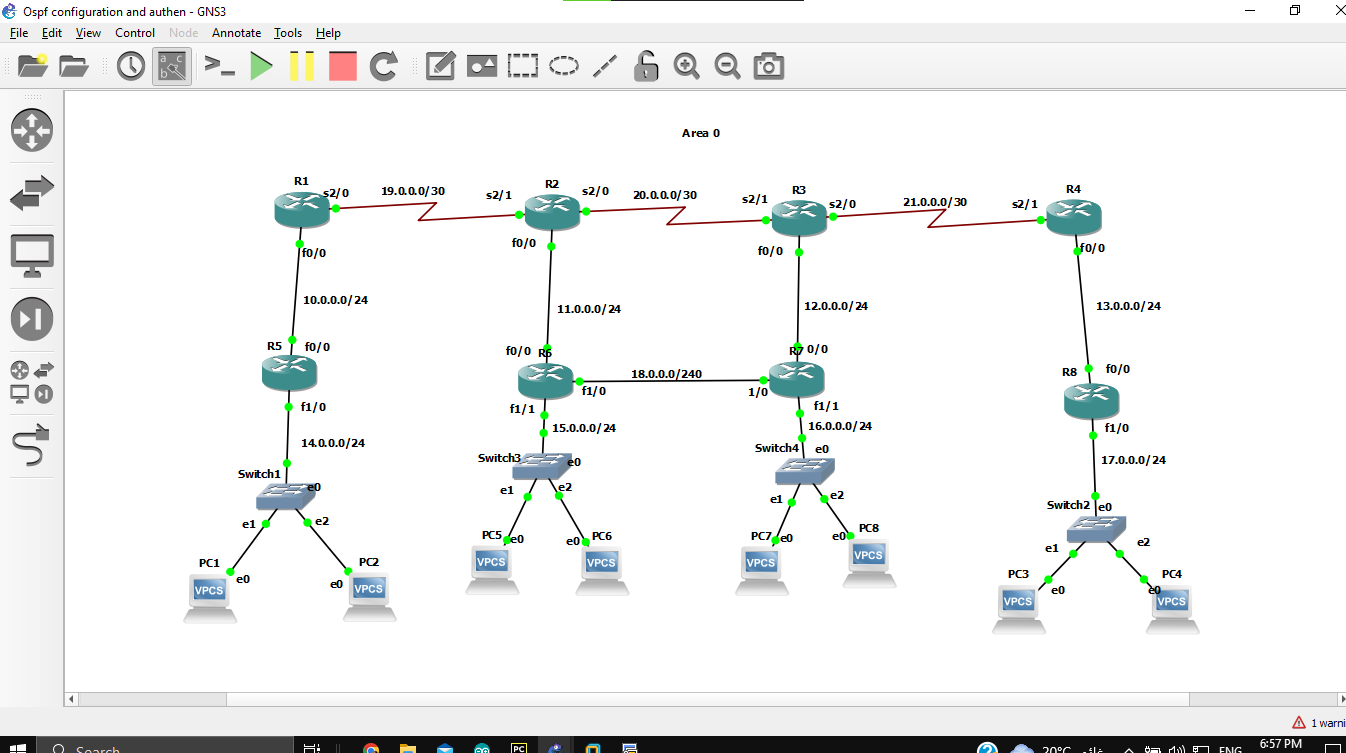 Ospf configuration and authen - GNS3
File Edit View Control Node Annotate Tools Help
Area 0
R1
s2/0
19.0.0.0/30
s2/1
R2
s2/0
20.0.0.0/30
s2/1
R3
s2/0
21.0.0.0/30
s2/1
R4
f0/0
f0/0
f0/0
f0/0
10.0.0.0/24
11.0.0.0/24
12.0.0.0/24
13.0.0.0/24
R5
f0/0
f0/0
R6
R7
0/0
R8
f0/0
18.0.0.0/240
f1/0
1/0
f1/0
f1/1
f1/1
f1/0
14.0.0.0/24
15.0.0.0/24
16.0.0.0/24
17.0.0.0/24
Switch1
e0
e1
e2
Switch3
e0
e1
e2
Switch4
e0
e1
e2
Switch2
e0
e1
e2
PC1
e0
VPCS
PC2
e0
VPCS
PC5
e0
VPCS
PC6
e0
VPCS
PC7
e0
VPCS
PC8
e0
VPCS
PC3
e0
VPCS
PC4
e0
VPCS
1 warni
Search
PC
20°C
ENG
6:57 PM